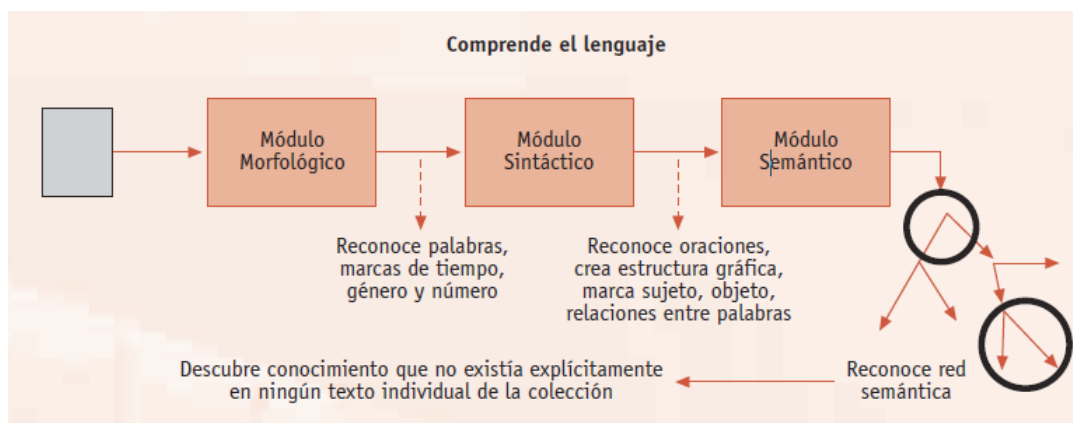 Comprende el lenguaje
Módulo
Morfológico
Módulo
Sintáctico
Módulo
Semántico
Reconoce palabras,
marcas de tiempo,
género y número
Reconoce oraciones,
crea estructura gráfica,
marca sujeto, objeto,
relaciones entre palabras
Descubre conocimiento que no existía explícitamente
en ningún texto individual de la colección
Reconoce red
semántica